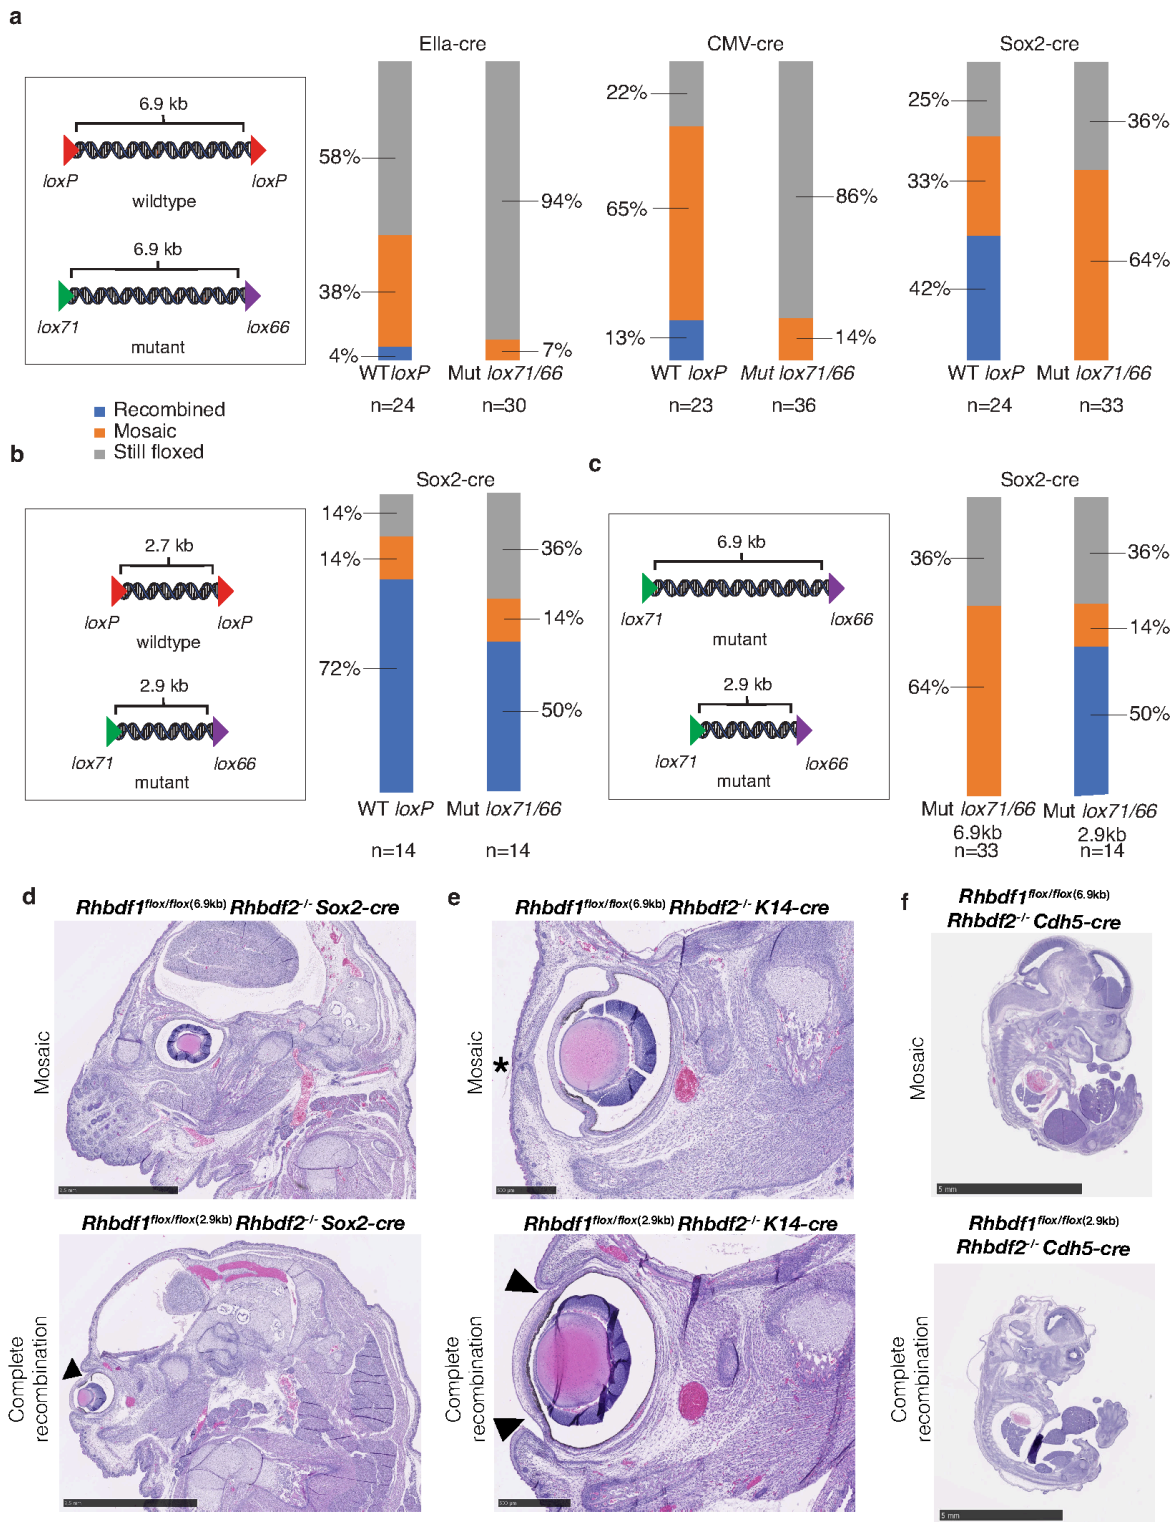 a
Ella-cre
CMV-cre
Sox2-cre
6.9 kb
loxP
loxP
wildtype
6.9 kb
lox71
lox66
mutant
58%
38%
4%
94%
7%
WT loxP
Mut lox71/66
n=24
n=30
22%
65%
13%
86%
14%
WT loxP
Mut lox71/66
n=23
n=36
25%
33%
42%
36%
64%
WT loxP
Mut lox71/66
n=24
n=33
Recombined
Mosaic
Still floxed
b
Sox2-cre
2.7 kb
loxP
loxP
wildtype
2.9 kb
lox71
lox66
mutant
14%
14%
72%
36%
14%
50%
WT loxP
Mut lox71/66
n=14
n=14
c
Sox2-cre
6.9 kb
lox71
lox66
mutant
2.9 kb
lox71
lox66
mutant
36%
64%
36%
14%
50%
Mut lox71/66
6.9kb
n=33
Mut lox71/66
2.9kb
n=14
d
Rhbdf1flox/flox(6.9kb) Rhbdf2-/- Sox2-cre
Mosaic
Rhbdf1flox/flox(2.9kb) Rhbdf2-/- Sox2-cre
Complete
recombination
e
Rhbdf1flox/flox(6.9kb) Rhbdf2-/- K14-cre
Mosaic
*
Rhbdf1flox/flox(2.9kb) Rhbdf2-/- K14-cre
Complete
recombination
f
Rhbdf1flox/flox(6.9kb)
Rhbdf2-/- Cdh5-cre
Mosaic
5 mm
Rhbdf1flox/flox(2.9kb)
Rhbdf2-/- Cdh5-cre
Complete
recombination
5 mm